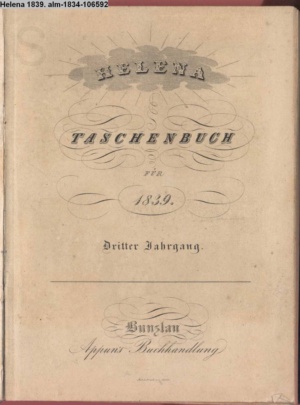 Helena 1839. alm-1834-106592
HELENA
TASCHENBUCH
FÜR
1839.
Dritter Jahrgang.
Bunzlau
Appuns Buchhandlung